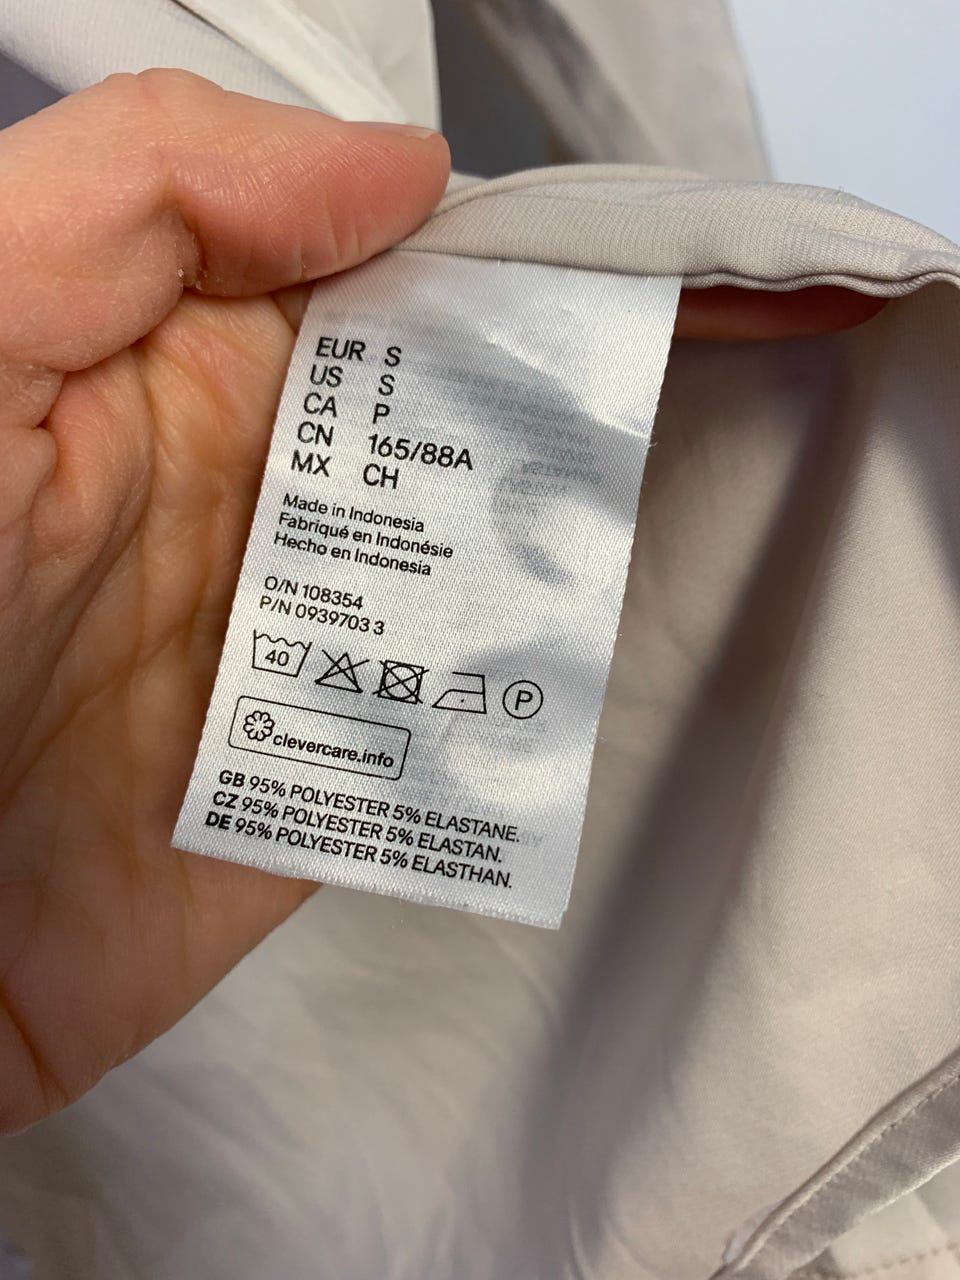 EUR S
US S
CA P
CN 165/88A
MX CH
Made in Indonesia
Fabriqué en Indonésie
Hecho en Indonesia
O/N 108354
P/N 0939703 3
40 P
clevercare.info
GB 95% POLYESTER 5% ELASTANE.
CZ 95% POLYESTER 5% ELASTAN.
DE 95% POLYESTER 5% ELASTHAN.